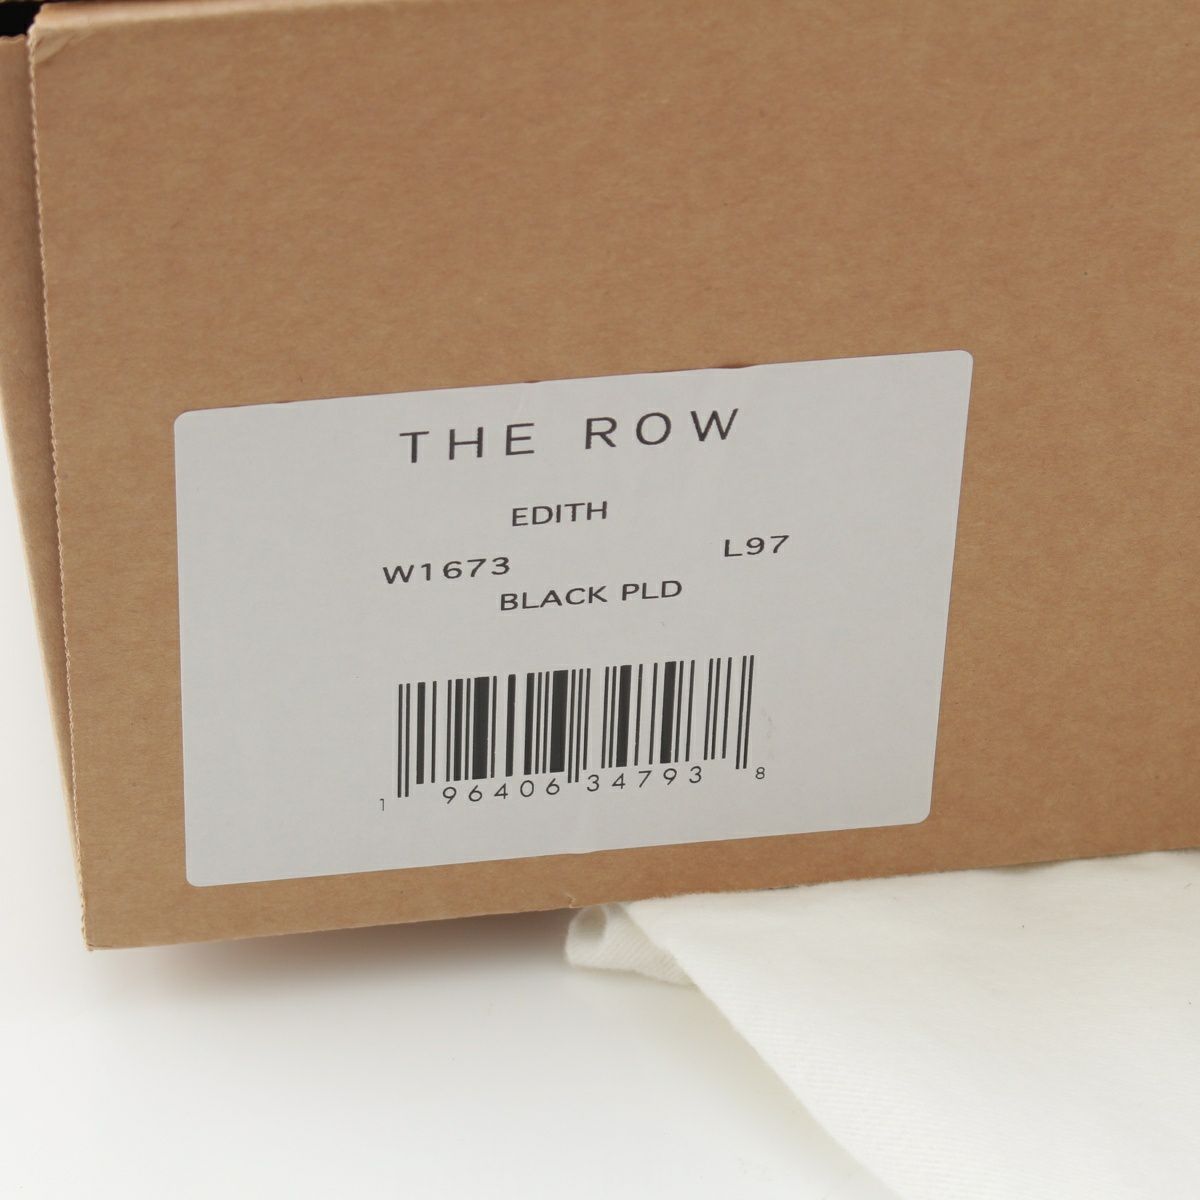 THE ROW
EDITH
W1673 L97
BLACK PLD
1 96406 34793 8